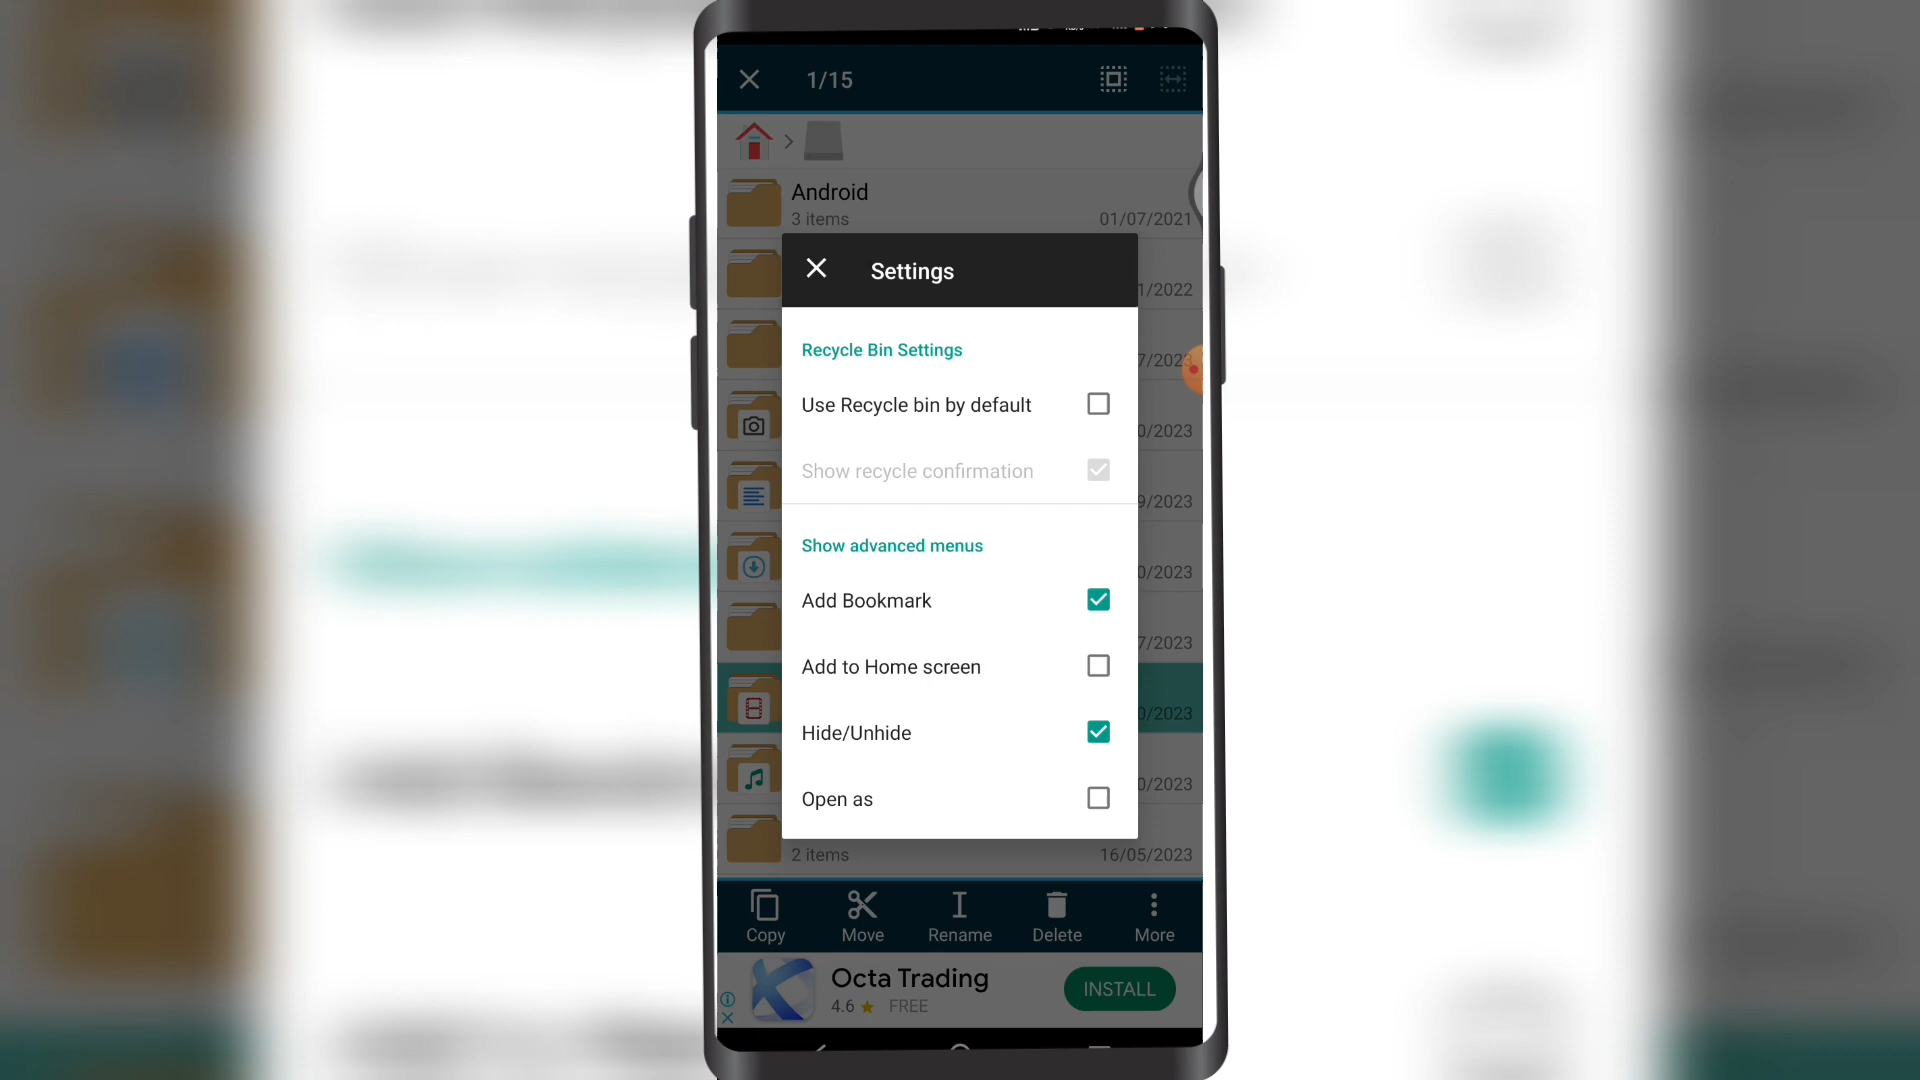 1/15
Android
3 items 01/07/2021
1/2022
Settings
7/2023
Recycle Bin Settings
Use Recycle bin by default
0/2023
Show recycle confirmation
9/2023
Show advanced menus
0/2023
Add Bookmark
7/2023
Add to Home screen
0/2023
Hide/Unhide
0/2023
Open as
2 items 16/05/2023
Copy Move Rename Delete More
Octa Trading
4.6 FREE
INSTALL